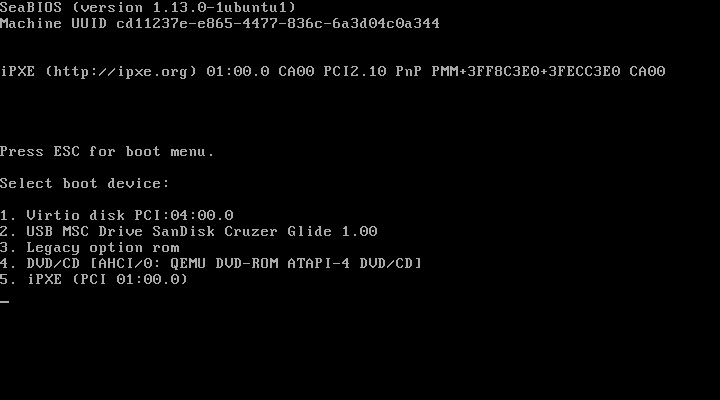 SeaBIOS (version 1.13.0-1ubuntu1)
Machine UUID cd11237e-e865-4477-836c-6a3d04c0a344
iPXE (http://ipxe.org) 01:00.0 CA00 PCI2.10 PnP PMM+3FF8C3E0+3FECC3E0 CA00
Press ESC for boot menu.
Select boot device:
1. Virtio disk PCI:04:00.0
2. USB MSC Drive SanDisk Cruzer Glide 1.00
3. Legacy option rom
4. DVD/CD [AHCI/0: QEMU DVD-ROM ATAPI-4 DVD/CD]
5. iPXE (PCI 01:00.0)